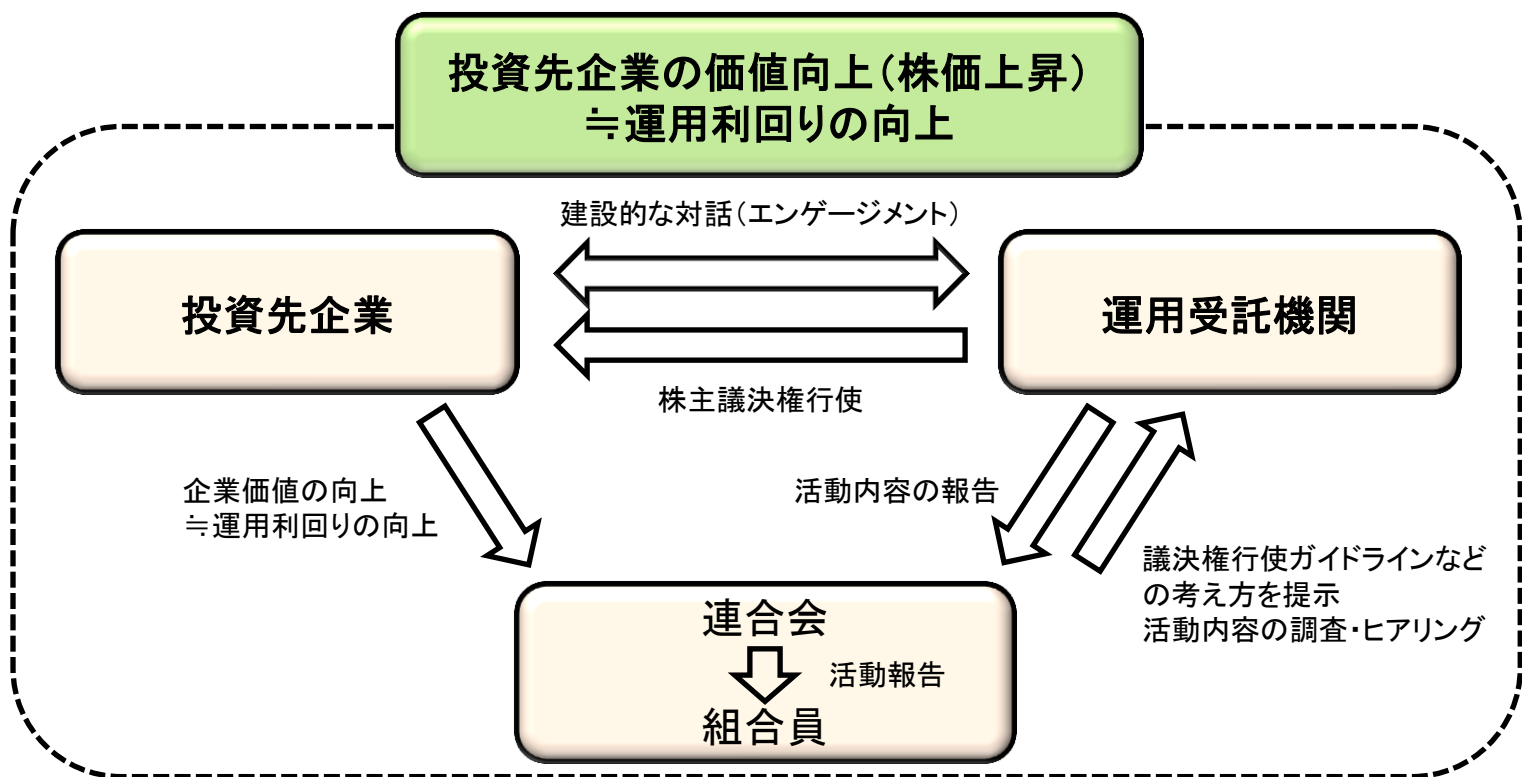 投資先企業の価値向上（株価上昇）
≒運用利回りの向上
建設的な対話（エンゲージメント）
投資先企業
運用受託機関
株主議決権行使
企業価値の向上
≒運用利回りの向上
活動内容の報告
議決権行使ガイドラインなど
の考え方を提示
活動内容の調査・ヒアリング
連合会
活動報告
組合員